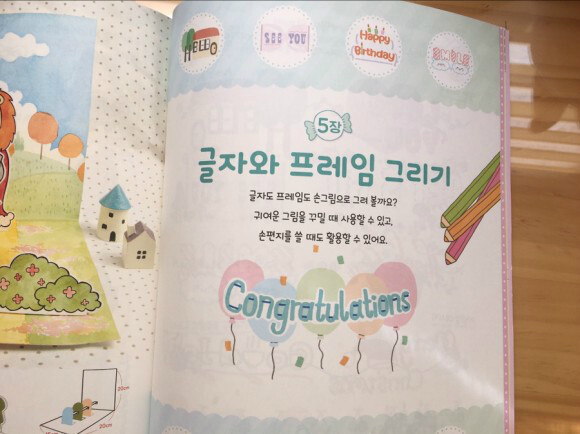 HELLO
SEE YOU
Happy Birthday
SMILE
5장
글자와 프레임 그리기
글자도 프레임도 손그림으로 그려 볼까요?
귀여운 그림을 꾸밀 때 사용할 수 있고,
손편지를 쓸 때도 활용할 수 있어요.
Congratulations
20cm
20cm